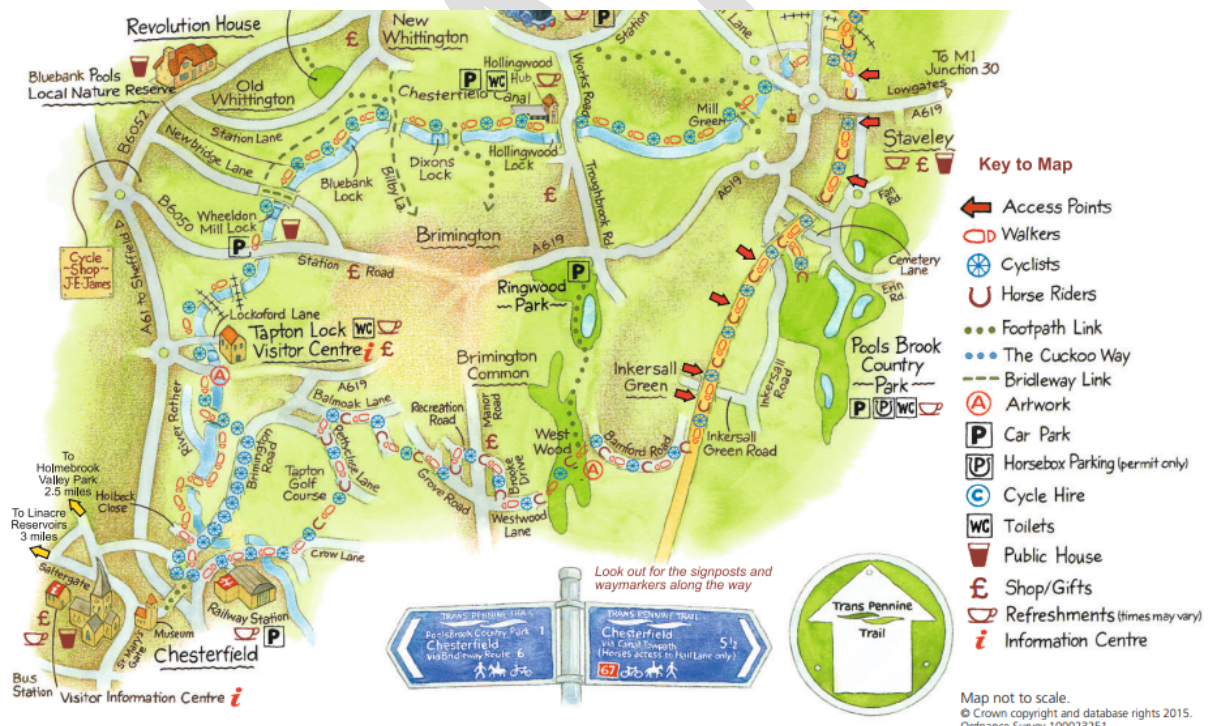 Revolution House
New
Whittington
£
P
Station
Lane
To M1
Junction 30
Bluebank Pools
Local Nature Reserve
Old
Whittington
P WC
Hollingwood
Hub
Chesterfield Canal
Works Road
Mill
Green
Lowgates
A619
Staveley
£
B6052
Station Lane
Newbridge Lane
Bluebank
Lock
Dixons
Lock
Hollingwood
Lock
Bilby La.
£
Troughbrook Rd.
A619
Fan
Rd.
B6050
Wheeldon
Mill Lock
P
Brimington
A619
Cemetery
Lane
Erin
Rd.
Cycle
~Shop~
J.E. James
A61 to Sheffield
Station £ Road
Ringwood
Park
P
Lockoford Lane
Tapton Lock WC
Visitor Centre i £
A
A619
Balmoak Lane
Brimington
Common
Recreation
Road
Manor
Road
£
Inkersall
Green
Inkersall
Road
Pools Brook
Country
Park
P P WC
River Rother
Brimington
Road
Petyclose Lane
Tapton
Golf
Course
Grove Road
Brooke
Drive
West
Wood
A
Bamford Road
Inkersall
Green Road
Westwood
Lane
To
Holmebrook
Valley Park
2.5 miles
Holbeck
Close
To Linacre
Reservoirs
3 miles
Crow Lane
Saltergate
i
£
Railway Station
P
Museum
St Mary's
Gate
Chesterfield
Bus
Station
Visitor Information Centre i
Look out for the signposts and
waymarkers along the way
TRANS PENNINE TRAIL
Poolsbrook Country Park 1
Chesterfield
via Bridleway Route 6
TRANS PENNINE TRAIL
Chesterfield
via Canal Towpath 5½
(Horses access to Hall Lane only)
67
Trans Pennine
Trail
Key to Map
Access Points
Walkers
Cyclists
Horse Riders
Footpath Link
The Cuckoo Way
Bridleway Link
A Artwork
P Car Park
P Horsebox Parking (permit only)
C Cycle Hire
WC Toilets
Public House
£ Shop/Gifts
Refreshments (times may vary)
i Information Centre
Map not to scale.
© Crown copyright and database rights 2015.
Ordnance Survey 100023251